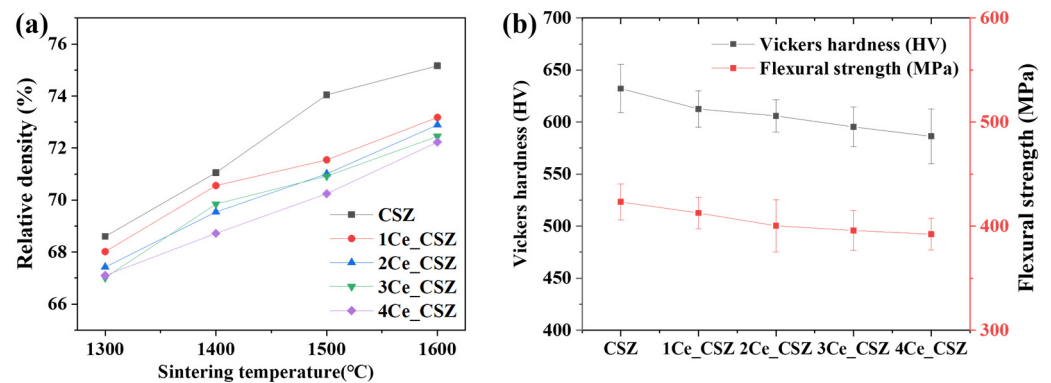 (a)
Relative density (%)
76
74
72
70
68
66
1300
1400
1500
1600
Sintering temperature(℃)
CSZ
1Ce_CSZ
2Ce_CSZ
3Ce_CSZ
4Ce_CSZ
(b)
Vickers hardness (HV)
700
650
600
550
500
450
400
Vickers hardness (HV)
Flexural strength (MPa)
CSZ
1Ce_CSZ
2Ce_CSZ
3Ce_CSZ
4Ce_CSZ
600
500
400
300
Flexural strength (MPa)